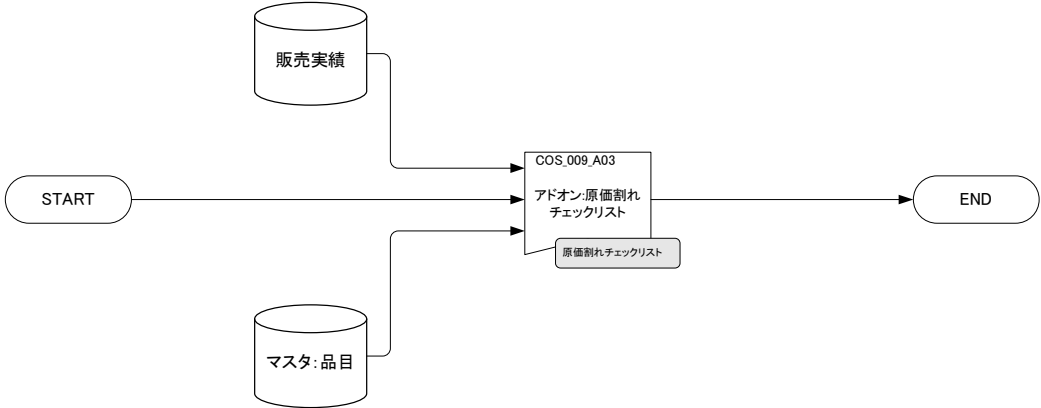 販売実績
COS_009_A03
START
アドオン:原価割れ
チェックリスト
END
原価割れチェックリスト
マスタ:品目